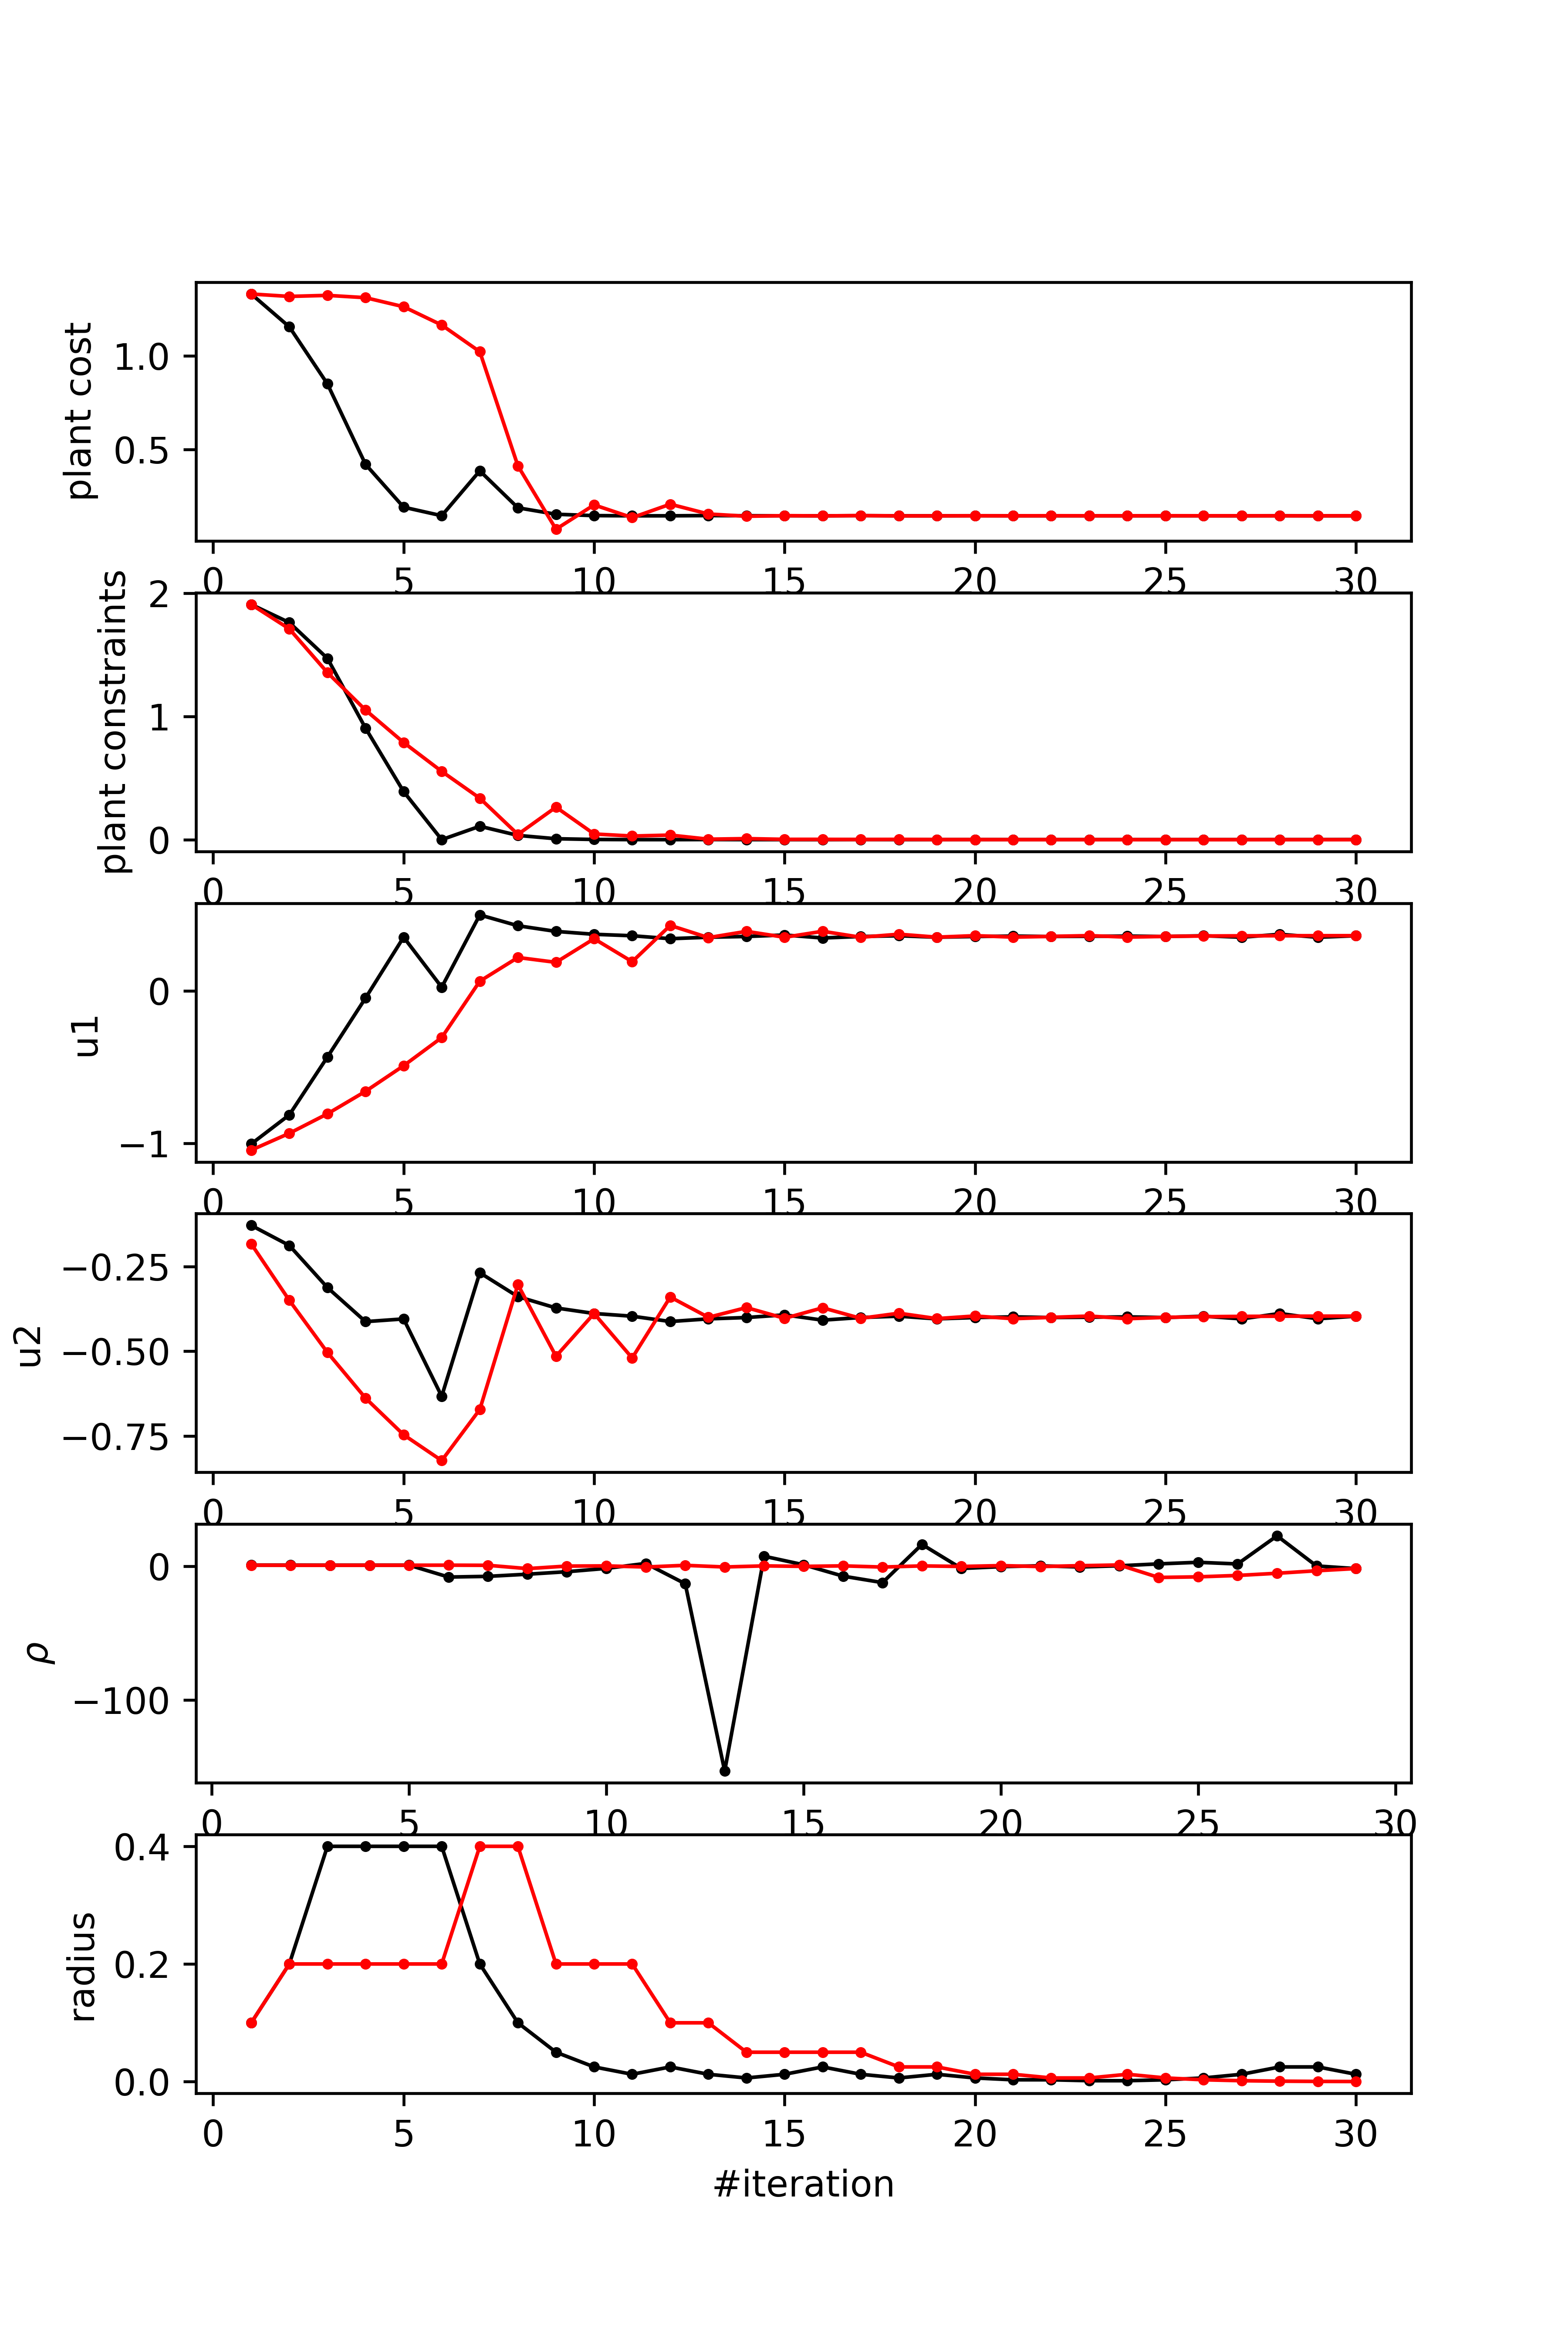 plant cost
1.0
0.5
0 5 10 15 20 25 30
plant constraints
2
1
0
0 5 10 15 20 25 30
u1
0
−1
0 5 10 15 20 25 30
u2
−0.25
−0.50
−0.75
0 5 10 15 20 25 30
ρ
0
−100
0 5 10 15 20 25 30
radius
0.4
0.2
0.0
0 5 10 15 20 25 30
#iteration